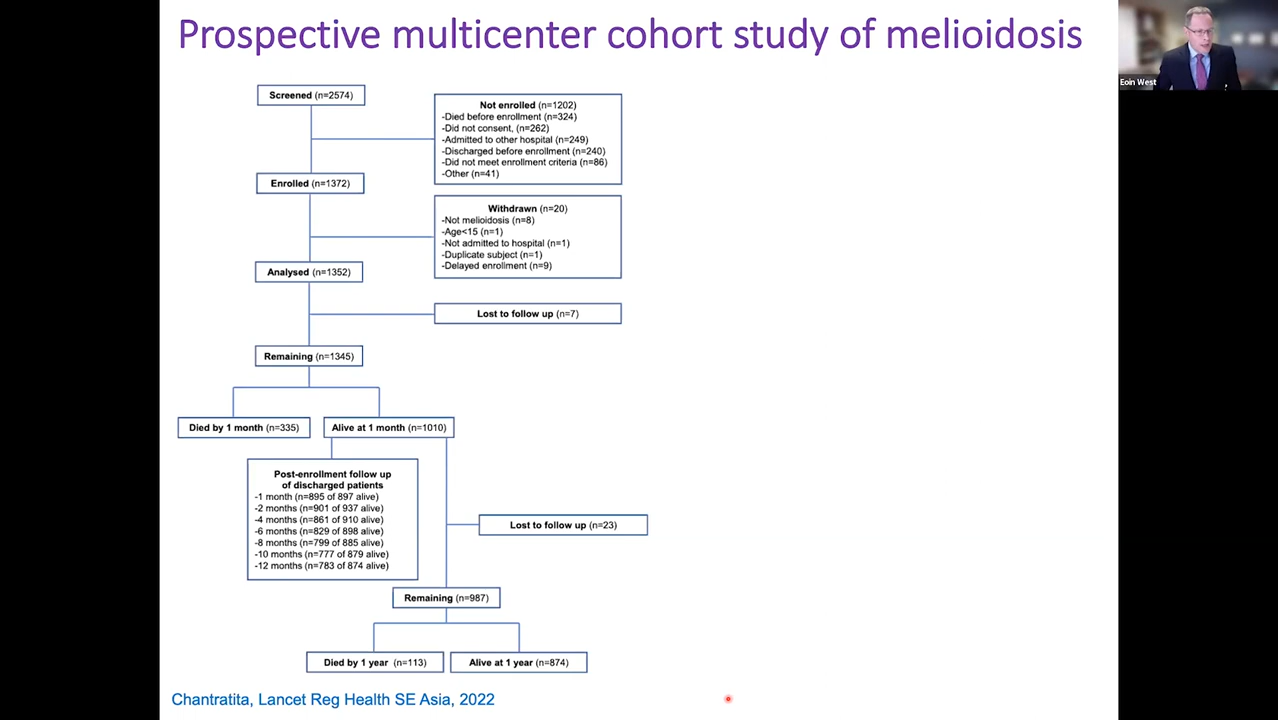 Prospective multicenter cohort study of melioidosis
Eoin West
Screened (n=2574)
Not enrolled (n=1202)
-Died before enrollment (n=324)
-Did not consent, (n=262)
-Admitted to other hospital (n=249)
-Discharged before enrollment (n=240)
-Did not meet enrollment criteria (n=86)
-Other (n=41)
Enrolled (n=1372)
Withdrawn (n=20)
-Not melioidosis (n=8)
-Age<15 (n=1)
-Not admitted to hospital (n=1)
-Duplicate subject (n=1)
-Delayed enrollment (n=9)
Analysed (n=1352)
Lost to follow up (n=7)
Remaining (n=1345)
Died by 1 month (n=335)
Alive at 1 month (n=1010)
Post-enrollment follow up
of discharged patients
-1 month (n=895 of 897 alive)
-2 months (n=901 of 937 alive)
-4 months (n=861 of 910 alive)
-6 months (n=829 of 898 alive)
-8 months (n=799 of 885 alive)
-10 months (n=777 of 879 alive)
-12 months (n=783 of 874 alive)
Lost to follow up (n=23)
Remaining (n=987)
Died by 1 year (n=113)
Alive at 1 year (n=874)
Chantratita, Lancet Reg Health SE Asia, 2022